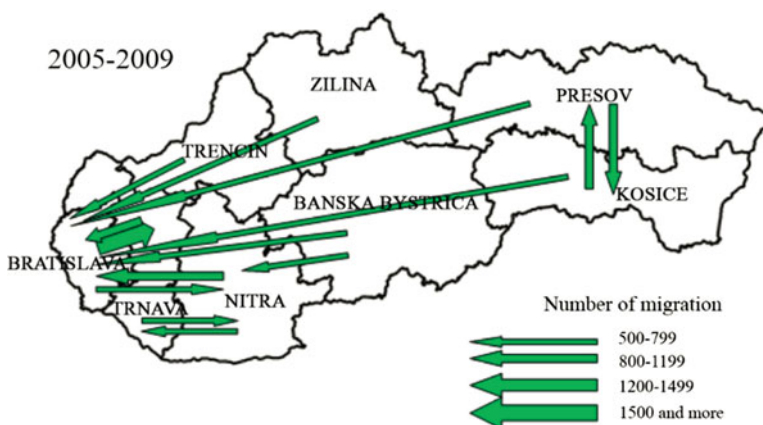 2005-2009
ZILINA
PRESOV
TRENCIN
KOSICE
BANSKA BYSTRICA
BRATYSLAVA
TRNAVA
NITRA
Number of migration
500-799
800-1199
1200-1499
1500 and more